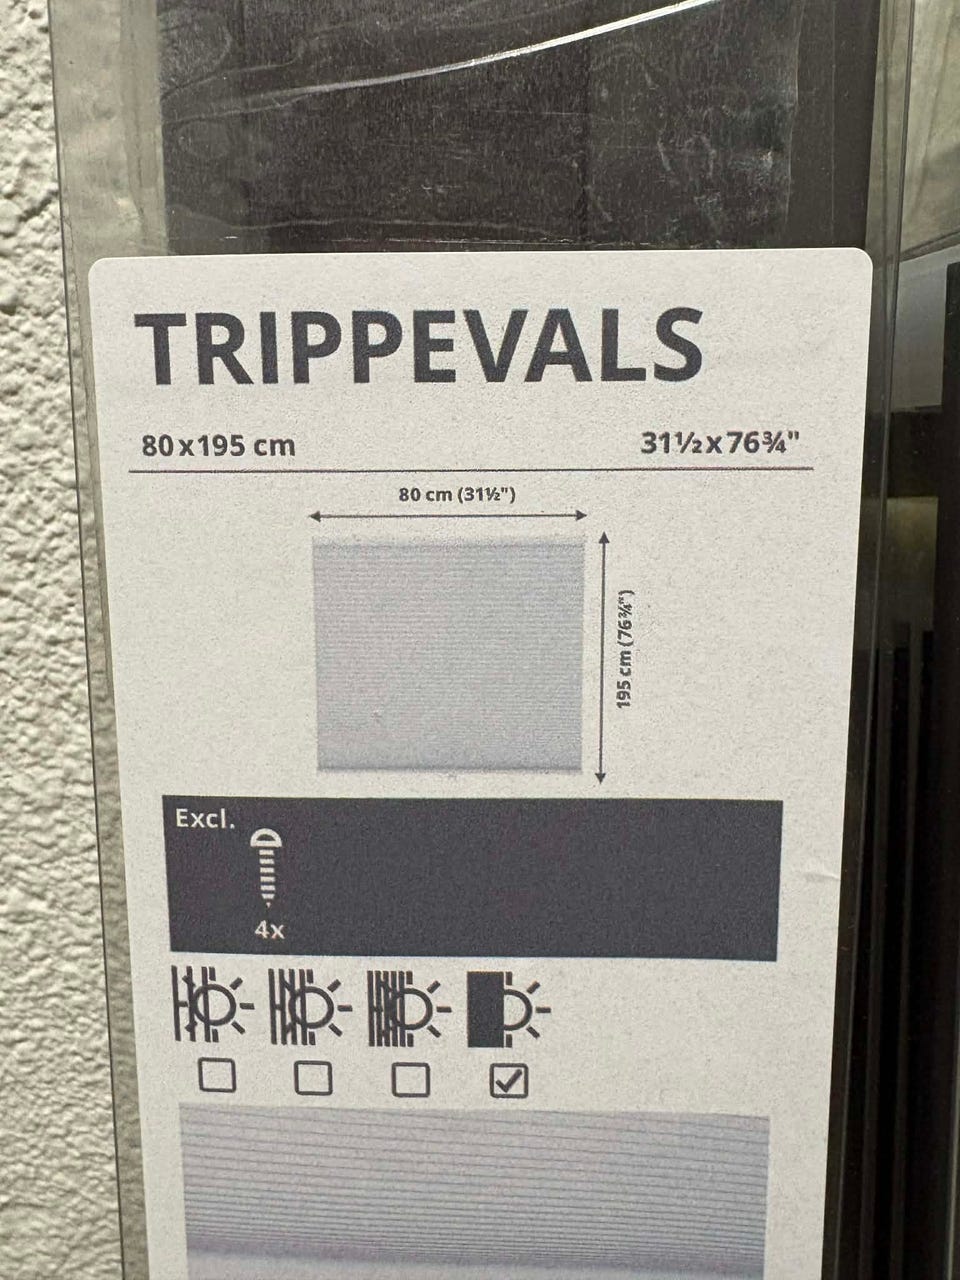 TRIPPEVALS
80x195 cm 31½x76¾"
80 cm (31½")
195 cm (76¾")
Excl.
4x